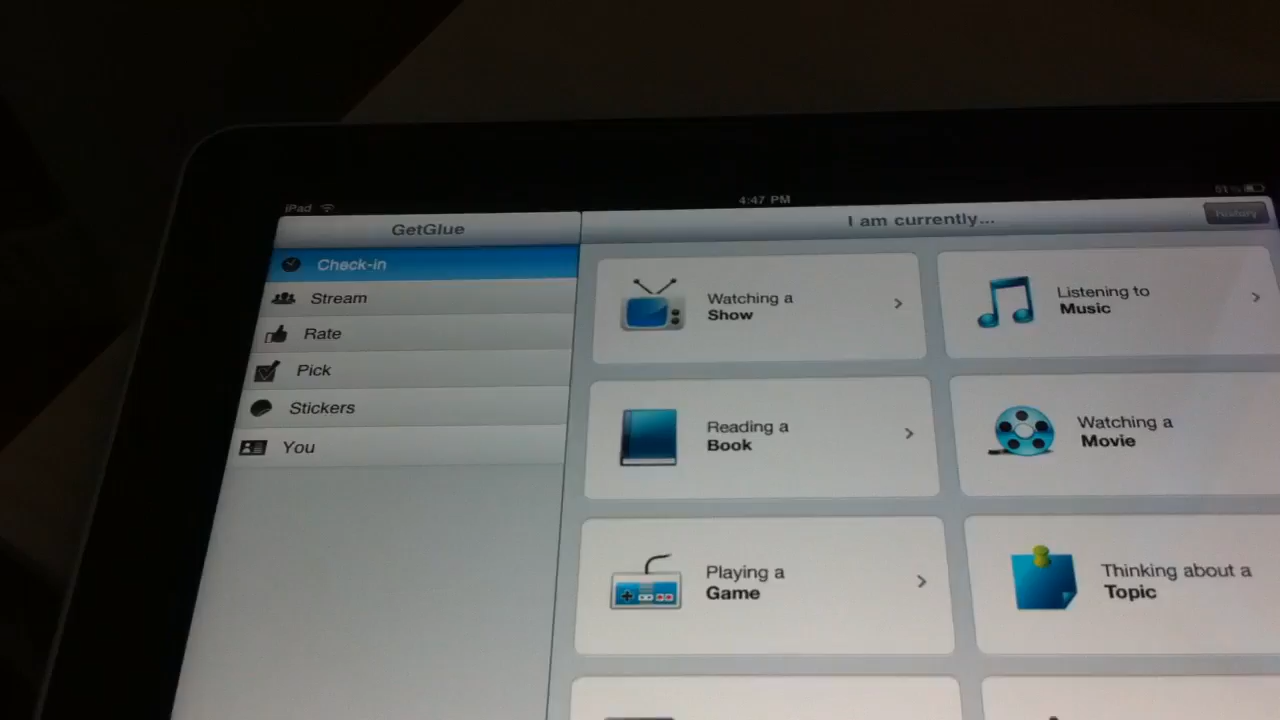 iPad
4:47 PM
GetGlue
I am currently...
Check-in
Stream
Rate
Pick
Stickers
You
Watching a
Show
Listening to
Music
Reading a
Book
Watching a
Movie
Playing a
Game
Thinking about a
Topic